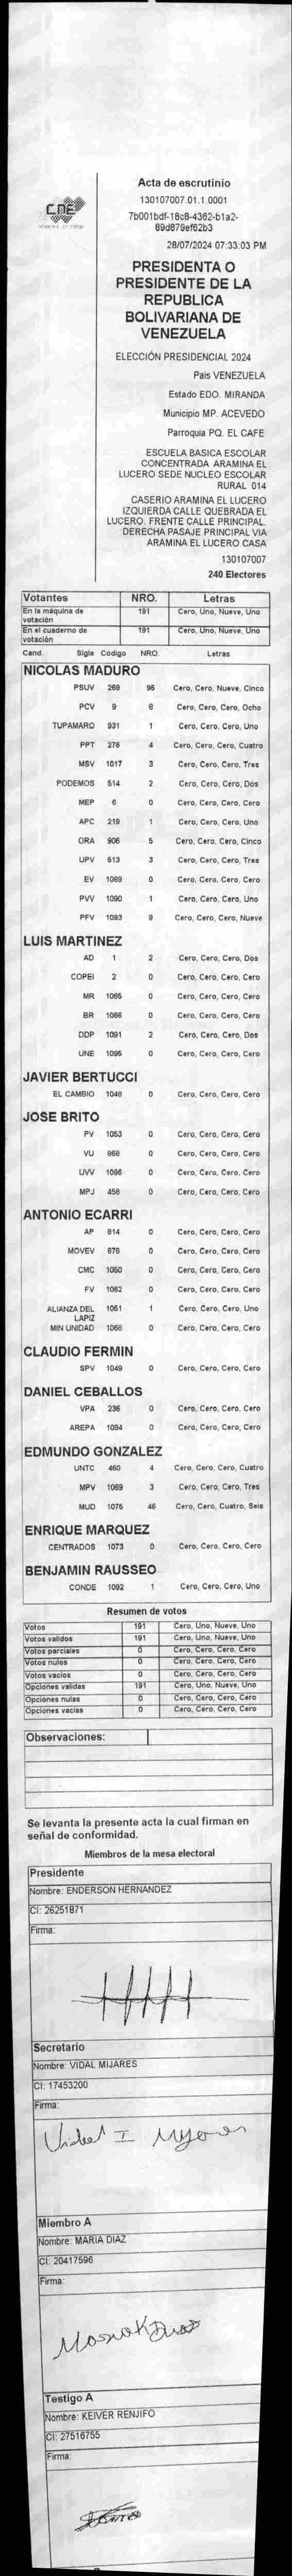 CNE
Acta de escrutinio
130107007.01.1.0001
7b001bdf-18c8-4362-b1a2-
89d879ef62b3
28/07/2024 07:33:03 PM
PRESIDENTA O
PRESIDENTE DE LA
REPUBLICA
BOLIVARIANA DE
VENEZUELA
ELECCIÓN PRESIDENCIAL 2024
Pais VENEZUELA
Estado EDO. MIRANDA
Municipio MP. ACEVEDO
Parroquia PQ. EL CAFE
ESCUELA BASICA ESCOLAR
CONCENTRADA ARAMINA EL
LUCERO SEDE NUCLEO ESCOLAR
RURAL 014
CASERIO ARAMINA EL LUCERO
IZQUIERDA CALLE QUEBRADA EL
LUCERO. FRENTE CALLE PRINCIPAL.
DERECHA PASAJE PRINCIPAL VIA
ARAMINA EL LUCERO CASA
130107007
240 Electores
Votantes NRO. Letras
En la máquina de 191 Cero, Uno, Nueve, Uno
votación
En el cuaderno de 191 Cero, Uno, Nueve, Uno
votación
Cand. Sigla Codigo NRO. Letras
NICOLAS MADURO
PSUV 269 95 Cero, Cero, Nueve, Cinco
PCV 9 8 Cero, Cero, Cero, Ocho
TUPAMARO 931 1 Cero, Cero, Cero, Uno
PPT 276 4 Cero, Cero, Cero, Cuatro
MSV 1017 3 Cero, Cero, Cero, Tres
PODEMOS 514 2 Cero, Cero, Cero, Dos
MEP 6 0 Cero, Cero, Cero, Cero
APC 219 1 Cero, Cero, Cero, Uno
ORA 906 5 Cero, Cero, Cero, Cinco
UPV 513 3 Cero, Cero, Cero, Tres
EV 1089 0 Cero, Cero, Cero, Cero
PVV 1090 1 Cero, Cero, Cero, Uno
PFV 1093 9 Cero, Cero, Cero, Nueve
LUIS MARTINEZ
AD 1 2 Cero, Cero, Cero, Dos
COPEI 2 0 Cero, Cero, Cero, Cero
MR 1065 0 Cero, Cero, Cero, Cero
BR 1066 0 Cero, Cero, Cero, Cero
DDP 1091 2 Cero, Cero, Cero, Dos
UNE 1095 0 Cero, Cero, Cero, Cero
JAVIER BERTUCCI
EL CAMBIO 1048 0 Cero, Cero, Cero, Cero
JOSE BRITO
PV 1053 0 Cero, Cero, Cero, Cero
VU 868 0 Cero, Cero, Cero, Cero
UVV 1096 0 Cero, Cero, Cero, Cero
MPJ 458 0 Cero, Cero, Cero, Cero
ANTONIO ECARRI
AP 914 0 Cero, Cero, Cero, Cero
MOVEV 978 0 Cero, Cero, Cero, Cero
CMC 1050 0 Cero, Cero, Cero, Cero
FV 1062 0 Cero, Cero, Cero, Cero
ALIANZA DEL 1051 1 Cero, Cero, Cero, Uno
LAPIZ
MIN UNIDAD 1068 0 Cero, Cero, Cero, Cero
CLAUDIO FERMIN
SPV 1049 0 Cero, Cero, Cero, Cero
DANIEL CEBALLOS
VPA 236 0 Cero, Cero, Cero, Cero
AREPA 1094 0 Cero, Cero, Cero, Cero
EDMUNDO GONZALEZ
UNTC 460 4 Cero, Cero, Cero, Cuatro
MPV 1069 3 Cero, Cero, Cero, Tres
MUD 1075 46 Cero, Cero, Cuatro, Seis
ENRIQUE MARQUEZ
CENTRADOS 1073 0 Cero, Cero, Cero, Cero
BENJAMIN RAUSSEO
CONDE 1092 1 Cero, Cero, Cero, Uno
Resumen de votos
Votos 191 Cero, Uno, Nueve, Uno
Votos validos 191 Cero, Uno, Nueve, Uno
Votos parciales 0 Cero, Cero, Cero, Cero
Votos nulos 0 Cero, Cero, Cero, Cero
Votos vacios 0 Cero, Cero, Cero, Cero
Opciones validas 191 Cero, Uno, Nueve, Uno
Opciones nulas 0 Cero, Cero, Cero, Cero
Opciones vacias 0 Cero, Cero, Cero, Cero
Observaciones:
Se levanta la presente acta la cual firman en
señal de conformidad.
Miembros de la mesa electoral
Presidente
Nombre: ENDERSON HERNANDEZ
CI: 26251871
Firma:
Secretario
Nombre: VIDAL MIJARES
CI: 17453200
Firma:
Vidal I Mijares
Miembro A
Nombre: MARIA DIAZ
CI: 20417596
Firma:
Testigo A
Nombre: KEIVER RENJIFO
CI: 27516755
Firma: